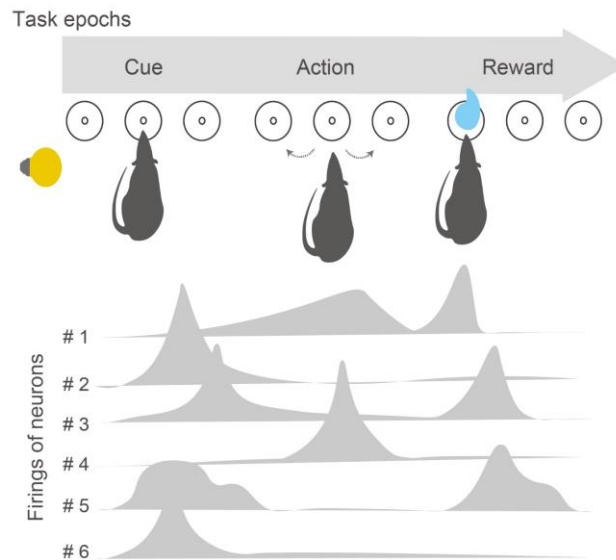 Task epochs
Cue Action Reward
# 1
# 2
# 3
# 4
# 5
# 6
Firings of neurons